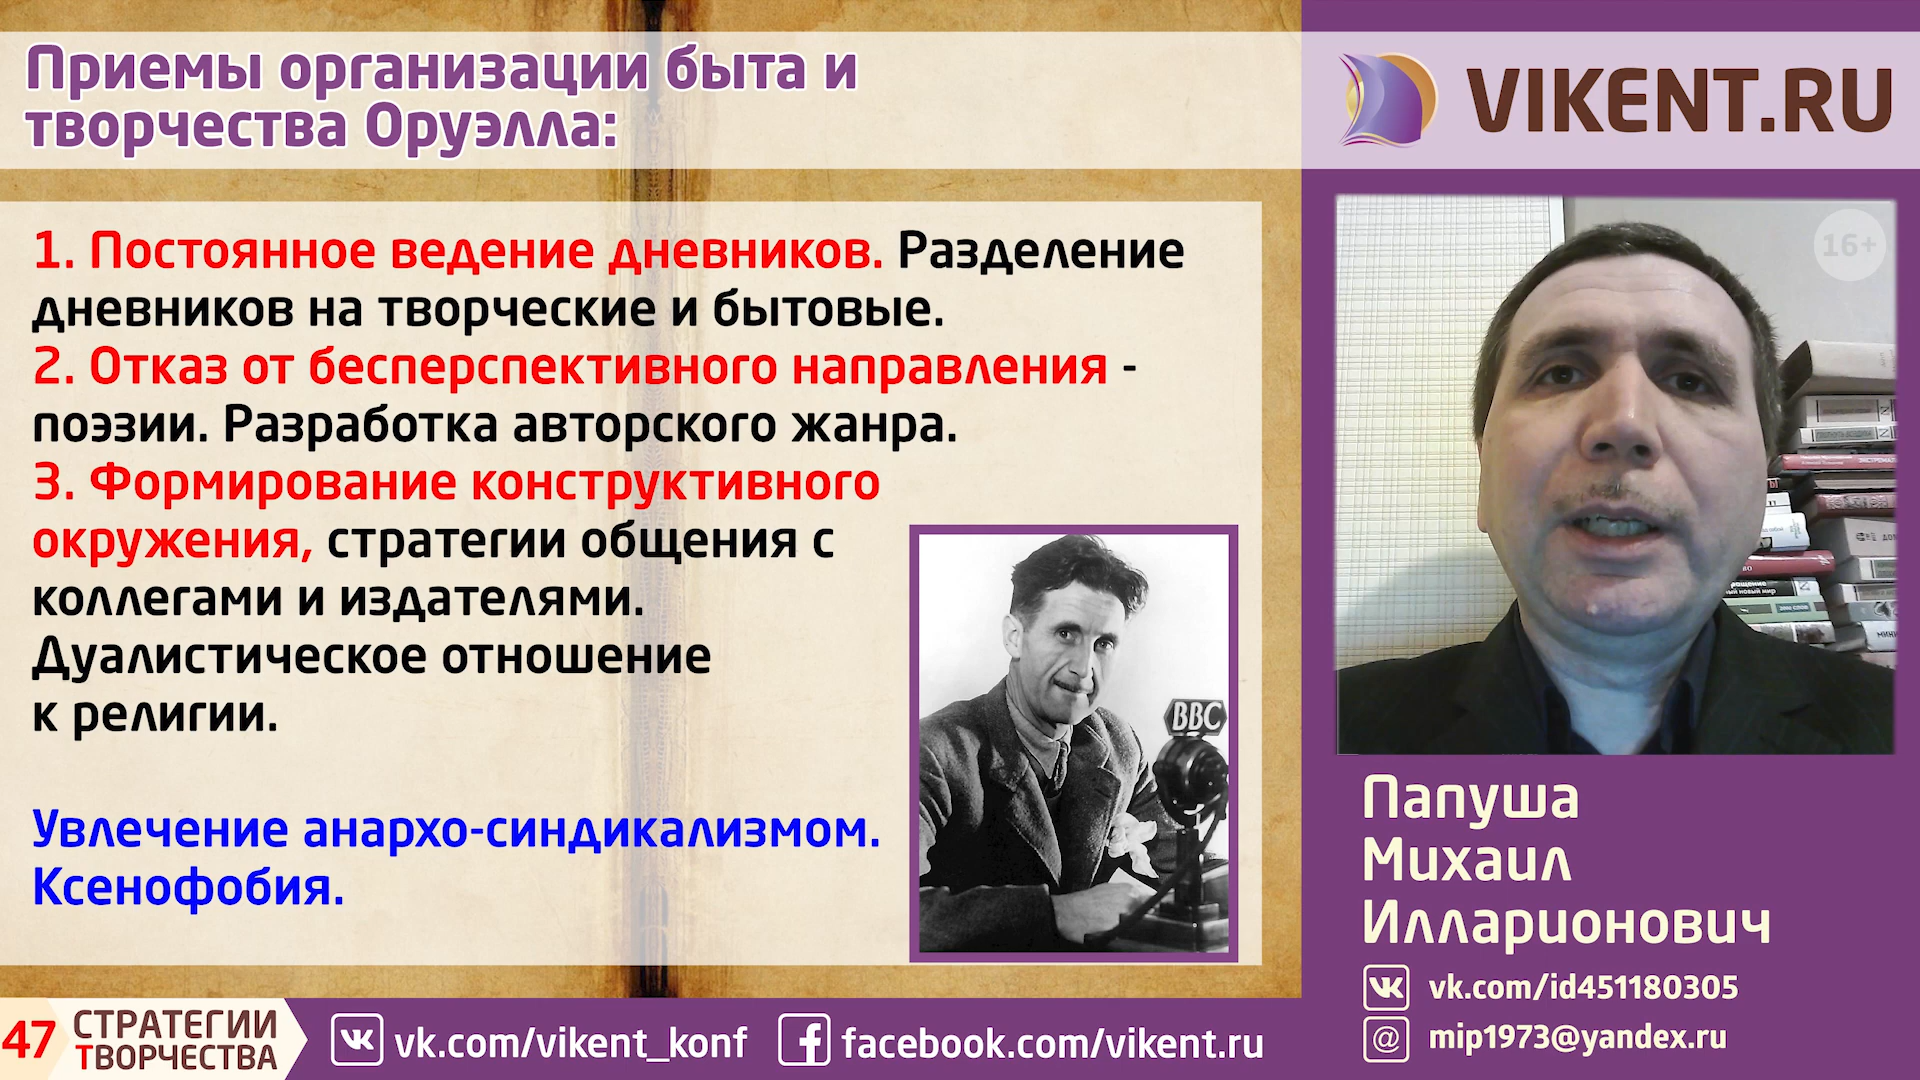 Приемы организации быта и
творчества Оруэлла:
VIKENT.RU
16+
1. Постоянное ведение дневников. Разделение
дневников на творческие и бытовые.
2. Отказ от бесперспективного направления -
поэзии. Разработка авторского жанра.
3. Формирование конструктивного
окружения, стратегии общения с
коллегами и издателями.
Дуалистическое отношение
к религии.
Увлечение анархо-синдикализмом.
Ксенофобия.
BBC
Папуша
Михаил
Илларионович
vk.com/id451180305
mip1973@yandex.ru
47 СТРАТЕГИИ
ТВОРЧЕСТВА
vk.com/vikent_konf
facebook.com/vikent.ru